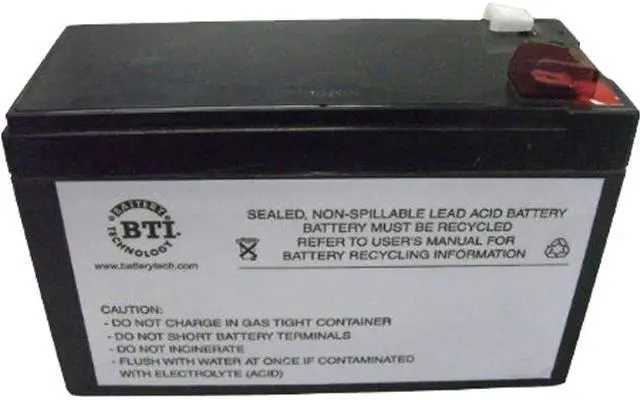 BATTERY
BTI
TECHNOLOGY
www.batterytech.com
SEALED, NON-SPILLABLE LEAD ACID BATTERY
BATTERY MUST BE RECYCLED
REFER TO USER'S MANUAL FOR
BATTERY RECYCLING INFORMATION
CAUTION:
- DO NOT CHARGE IN GAS TIGHT CONTAINER
- DO NOT SHORT BATTERY TERMINALS
- DO NOT INCINERATE
- FLUSH WITH WATER AT ONCE IF CONTAMINATED
WITH ELECTROLYTE (ACID)